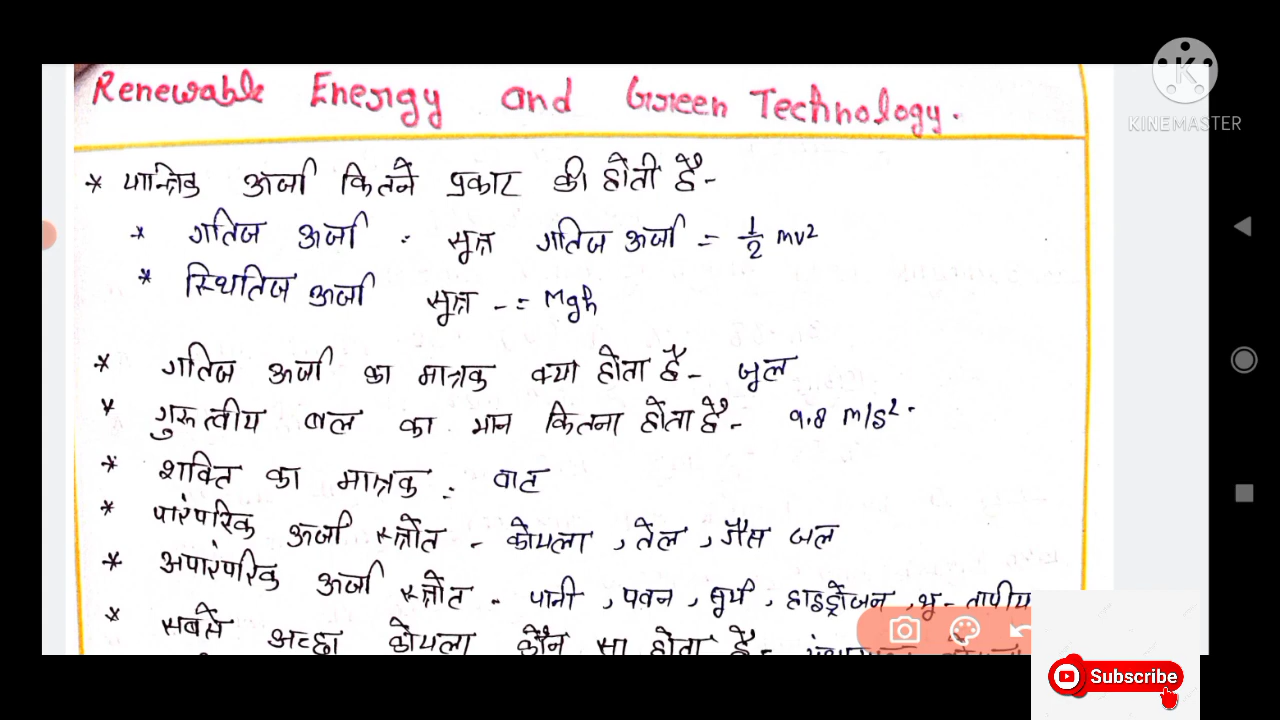 Renewable Energy and Green Technology.
KINEMASTER
* यान्त्रिक ऊर्जा कितने प्रकार की होती है-
* गतिज ऊर्जा : सूत्र गतिज ऊर्जा = 1/2 mv²
* स्थितिज ऊर्जा सूत्र -= Mgh
* गतिज ऊर्जा का मात्रक क्या होता है- जूल
* गुरुत्वीय बल का मान कितना होता है- 9.8 m/s².
* शक्ति का मात्रक : वाट
* पारंपरिक ऊर्जा स्त्रोत - कोयला, तेल, गैस जल
* अपारंपरिक ऊर्जा स्त्रोत - पानी, पवन, सूर्य, हाइड्रोजन, भू-तापीय
* सबसे अच्छा कोयला कौन सा होता है-
Subscribe